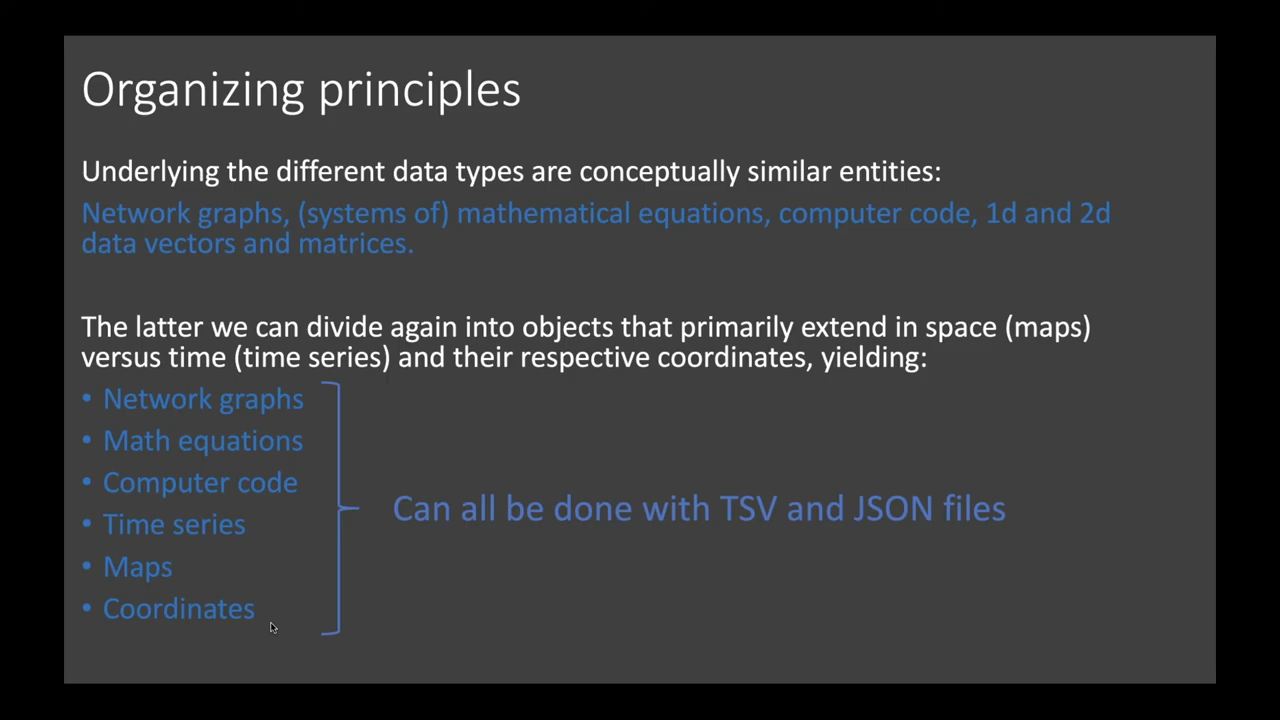 Organizing principles
Underlying the different data types are conceptually similar entities:
Network graphs, (systems of) mathematical equations, computer code, 1d and 2d
data vectors and matrices.
The latter we can divide again into objects that primarily extend in space (maps)
versus time (time series) and their respective coordinates, yielding:
• Network graphs
• Math equations
• Computer code
• Time series
• Maps
• Coordinates
Can all be done with TSV and JSON files